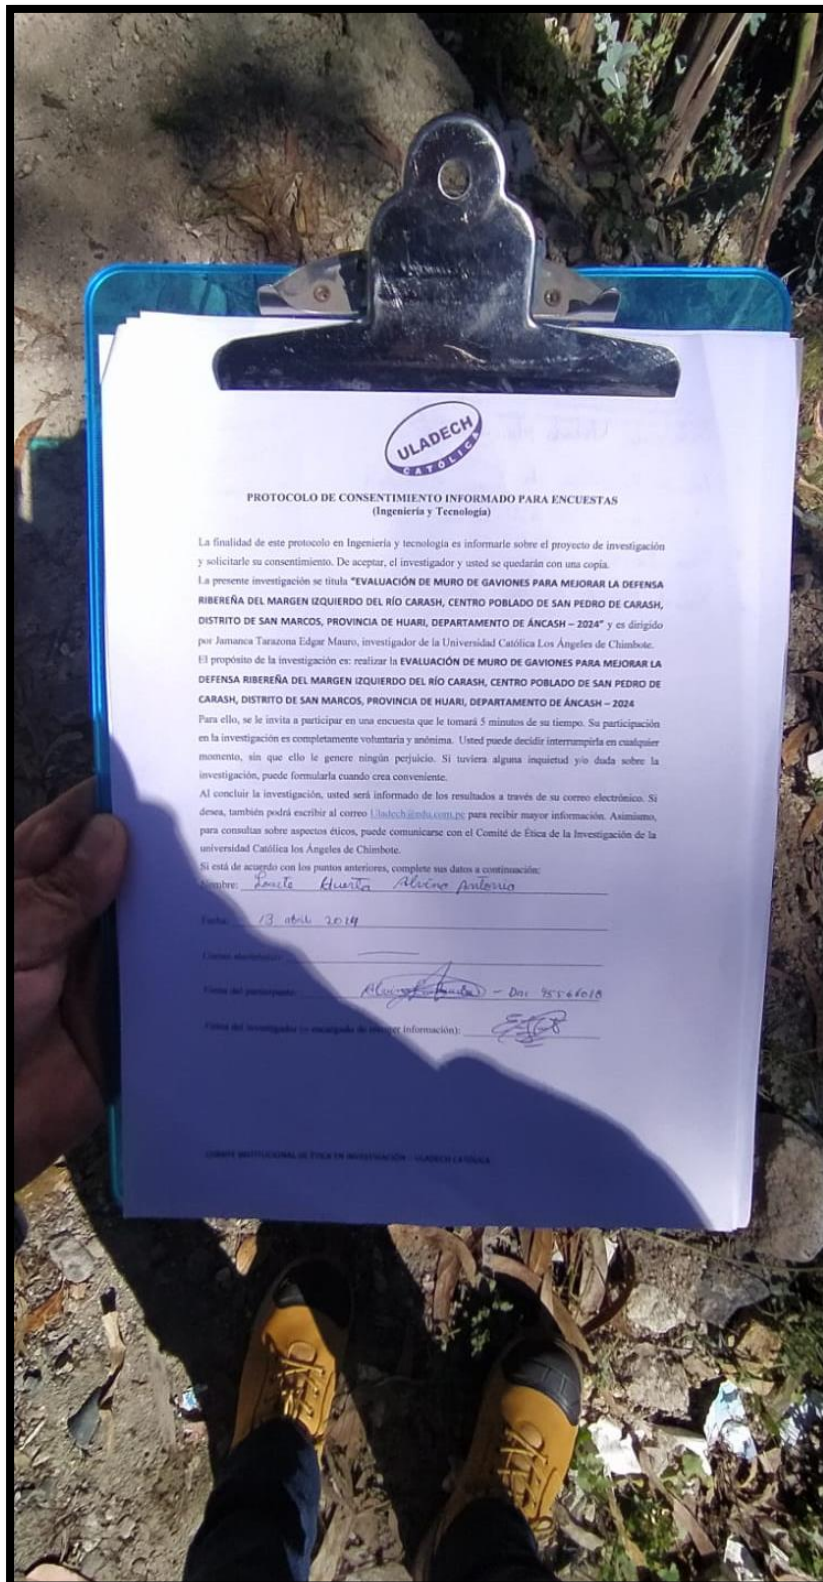 ULADECH
CATÓLICA
PROTOCOLO DE CONSENTIMIENTO INFORMADO PARA ENCUESTAS
(Ingeniería y Tecnología)
La finalidad de este protocolo en Ingeniería y tecnología es informarle sobre el proyecto de investigación
y solicitarle su consentimiento. De aceptar, el investigador y usted se quedarán con una copia.
La presente investigación se titula "EVALUACIÓN DE MURO DE GAVIONES PARA MEJORAR LA DEFENSA
RIBEREÑA DEL MARGEN IZQUIERDO DEL RÍO CARASH, CENTRO POBLADO DE SAN PEDRO DE CARASH,
DISTRITO DE SAN MARCOS, PROVINCIA DE HUARI, DEPARTAMENTO DE ÁNCASH – 2024" y es dirigido
por Jamanca Tarazona Edgar Mauro, investigador de la Universidad Católica Los Ángeles de Chimbote.
El propósito de la investigación es: realizar la EVALUACIÓN DE MURO DE GAVIONES PARA MEJORAR LA
DEFENSA RIBEREÑA DEL MARGEN IZQUIERDO DEL RÍO CARASH, CENTRO POBLADO DE SAN PEDRO DE
CARASH, DISTRITO DE SAN MARCOS, PROVINCIA DE HUARI, DEPARTAMENTO DE ÁNCASH – 2024
Para ello, se le invita a participar en una encuesta que le tomará 5 minutos de su tiempo. Su participación
en la investigación es completamente voluntaria y anónima. Usted puede decidir interrumpirla en cualquier
momento, sin que ello le genere ningún perjuicio. Si tuviera alguna inquietud y/o duda sobre la
investigación, puede formularla cuando crea conveniente.
Al concluir la investigación, usted será informado de los resultados a través de su correo electrónico. Si
desea, también podrá escribir al correo Uladech@edu.com.pe para recibir mayor información. Asimismo,
para consultas sobre aspectos éticos, puede comunicarse con el Comité de Ética de la Investigación de la
universidad Católica los Ángeles de Chimbote.
Si está de acuerdo con los puntos anteriores, complete sus datos a continuación:
Nombre: Huerta Alvino Antonio
Fecha: 13 abril 2014
Correo electrónico:
Firma del participante: - Dni 45566018
Firma del investigador (o encargado de recoger información):
COMITÉ INSTITUCIONAL DE ÉTICA EN INVESTIGACIÓN – ULADECH CATÓLICA